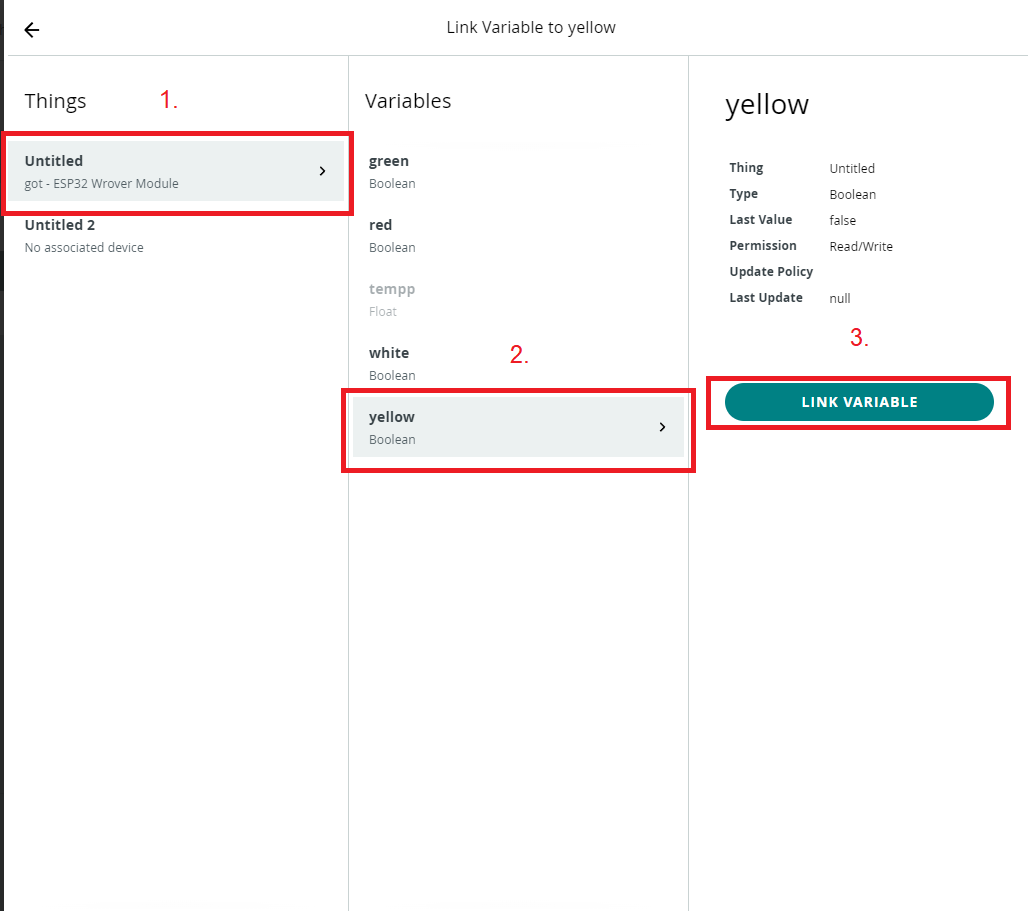 Link Variable to yellow
Things
1.
Untitled
got - ESP32 Wrover Module
Untitled 2
No associated device
Variables
green
Boolean
red
Boolean
tempp
Float
white
Boolean
2.
yellow
Boolean
yellow
Thing Untitled
Type Boolean
Last Value false
Permission Read/Write
Update Policy
Last Update null
3.
LINK VARIABLE